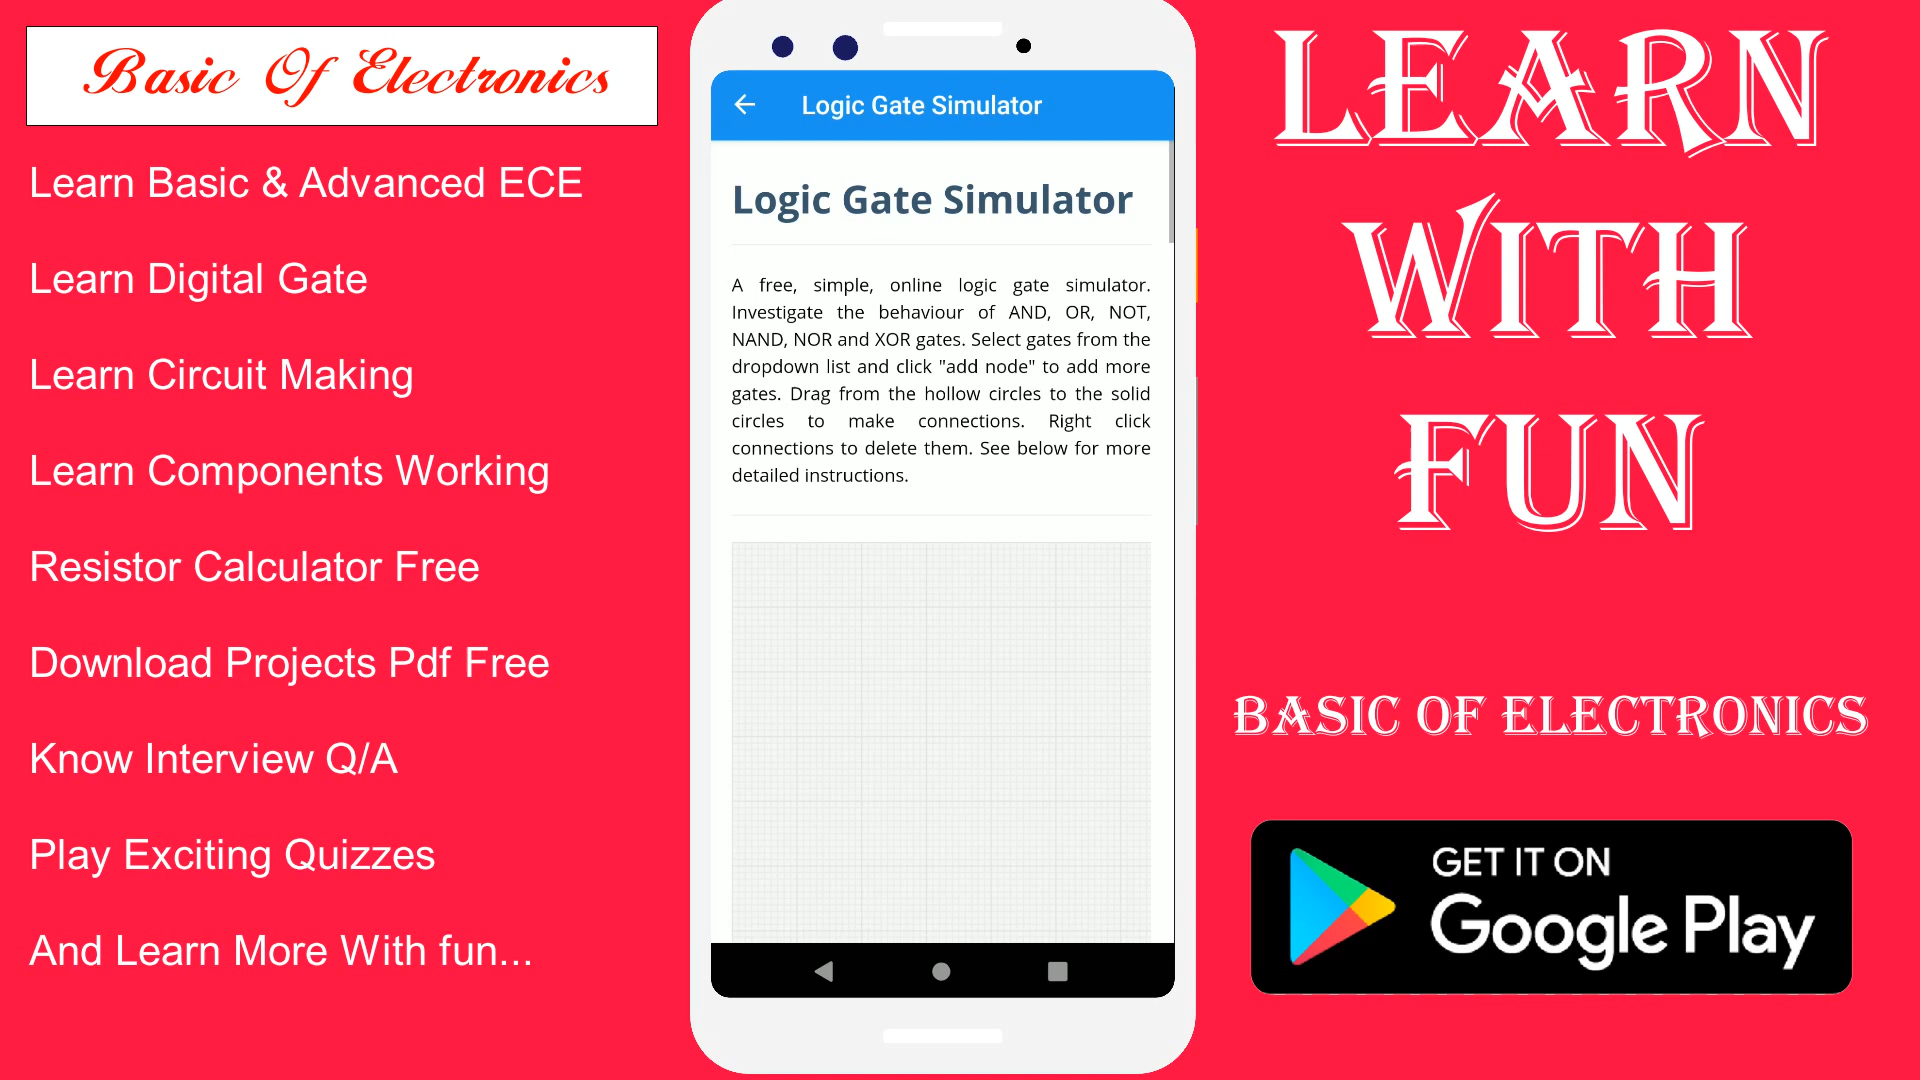 Basic Of Electronics
Learn Basic & Advanced ECE
Learn Digital Gate
Learn Circuit Making
Learn Components Working
Resistor Calculator Free
Download Projects Pdf Free
Know Interview Q/A
Play Exciting Quizzes
And Learn More With fun...
Logic Gate Simulator
Logic Gate Simulator
A free, simple, online logic gate simulator.
Investigate the behaviour of AND, OR, NOT,
NAND, NOR and XOR gates. Select gates from the
dropdown list and click "add node" to add more
gates. Drag from the hollow circles to the solid
circles to make connections. Right click
connections to delete them. See below for more
detailed instructions.
LEARN
WITH
FUN
BASIC OF ELECTRONICS
GET IT ON
Google Play